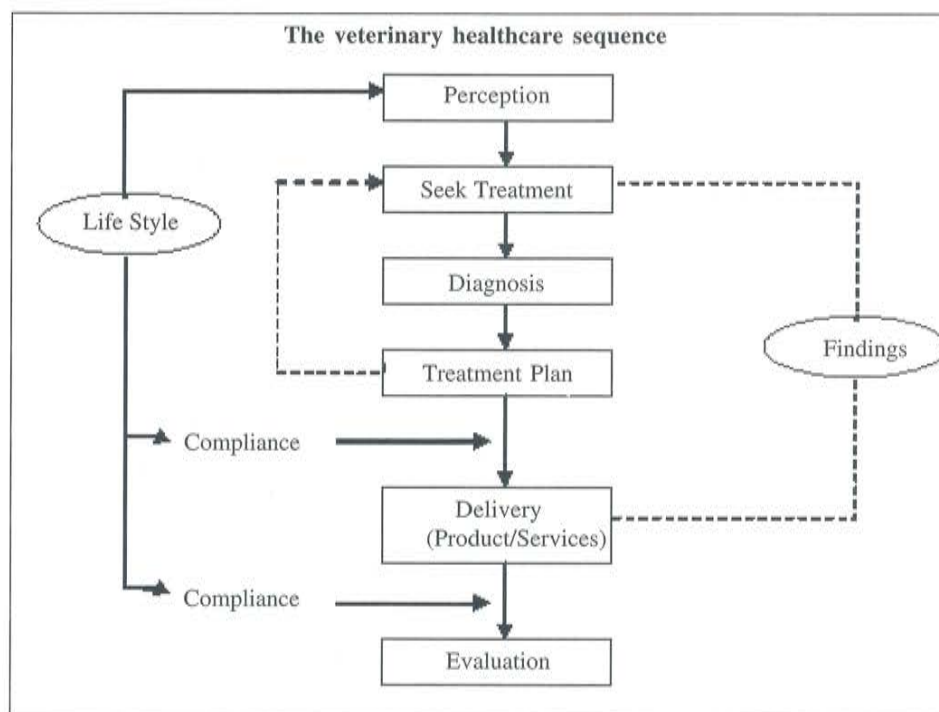 The veterinary healthcare sequence
Perception
Seek Treatment
Life Style
Diagnosis
Findings
Treatment Plan
Compliance
Delivery
(Product/Services)
Compliance
Evaluation